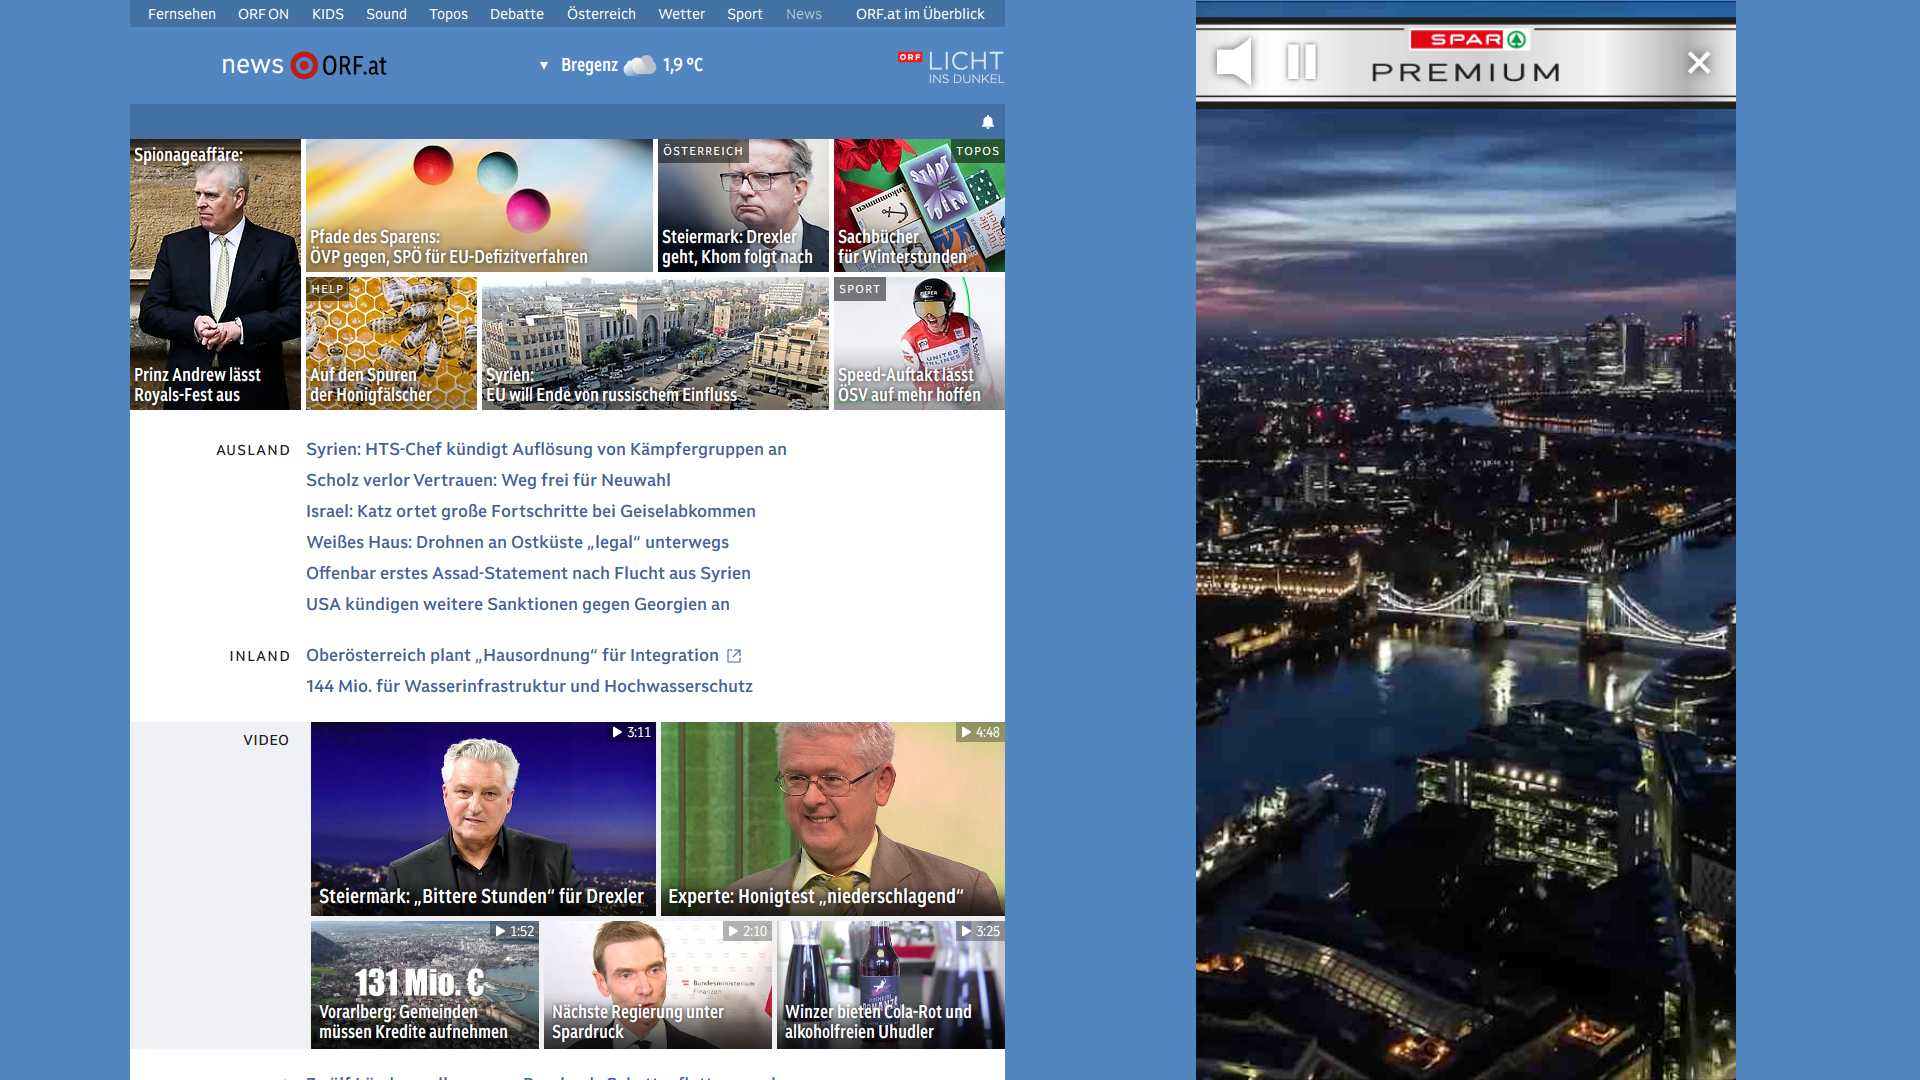 Fernsehen ORF ON KIDS Sound Topos Debatte Österreich Wetter Sport News ORF.at im Überblick
news ORF.at
▼ Bregenz 1,9 °C
ORF LICHT
INS DUNKEL
Spionageaffäre:
Prinz Andrew lässt
Royals-Fest aus
Pfade des Sparens:
ÖVP gegen, SPÖ für EU-Defizitverfahren
ÖSTERREICH
Steiermark: Drexler
geht, Khom folgt nach
TOPOS
STADT
IDEEN
Ankommen
Sachbücher
für Winterstunden
HELP
Auf den Spuren
der Honigfälscher
Syrien:
EU will Ende von russischem Einfluss
SPORT
UNITED
AIRLINES
Speed-Auftakt lässt
ÖSV auf mehr hoffen
AUSLAND
Syrien: HTS-Chef kündigt Auflösung von Kämpfergruppen an
Scholz verlor Vertrauen: Weg frei für Neuwahl
Israel: Katz ortet große Fortschritte bei Geiselabkommen
Weißes Haus: Drohnen an Ostküste „legal“ unterwegs
Offenbar erstes Assad-Statement nach Flucht aus Syrien
USA kündigen weitere Sanktionen gegen Georgien an
INLAND
Oberösterreich plant „Hausordnung“ für Integration
144 Mio. für Wasserinfrastruktur und Hochwasserschutz
VIDEO
3:11
Steiermark: „Bittere Stunden“ für Drexler
4:48
Experte: Honigtest „niederschlagend“
1:52
131 Mio. €
Vorarlberg: Gemeinden
müssen Kredite aufnehmen
2:10
Bundesministerium
Finanzen
Nächste Regierung unter
Spardruck
3:25
Winzer bieten Cola-Rot und
alkoholfreien Uhudler
SPAR
PREMIUM